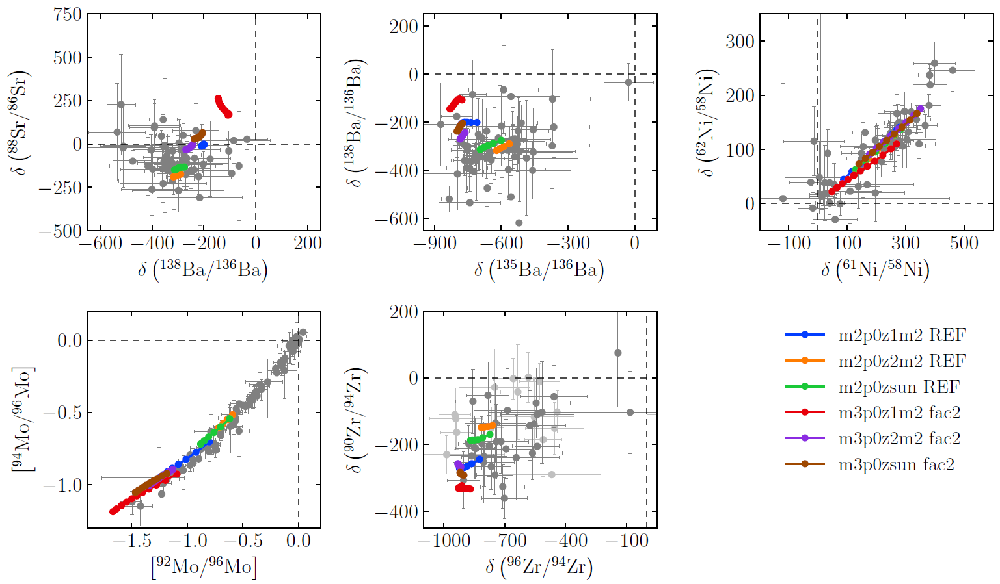 750
500
250
0
−250
−500
−600 −400 −200 0 200
δ (⁸⁸Sr/⁸⁶Sr)
δ (¹³⁸Ba/¹³⁶Ba)
200
0
−200
−400
−600
−900 −600 −300 0
δ (¹³⁸Ba/¹³⁶Ba)
δ (¹³⁵Ba/¹³⁶Ba)
300
200
100
0
−100 100 300 500
δ (⁶²Ni/⁵⁸Ni)
δ (⁶¹Ni/⁵⁸Ni)
0.0
−0.5
−1.0
−1.5 −1.0 −0.5 0.0
[⁹⁴Mo/⁹⁶Mo]
[⁹²Mo/⁹⁶Mo]
200
0
−200
−400
−1000 −700 −400 −100
δ (⁹⁰Zr/⁹⁴Zr)
δ (⁹⁶Zr/⁹⁴Zr)
m2p0z1m2 REF
m2p0z2m2 REF
m2p0zsun REF
m3p0z1m2 fac2
m3p0z2m2 fac2
m3p0zsun fac2